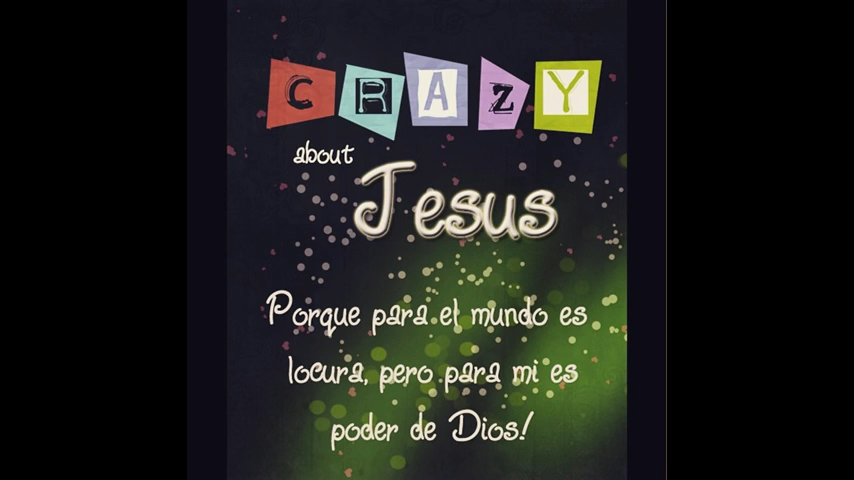 CRAZY
about
Jesus
Porque para el mundo es
locura, pero para mi es
poder de Dios!